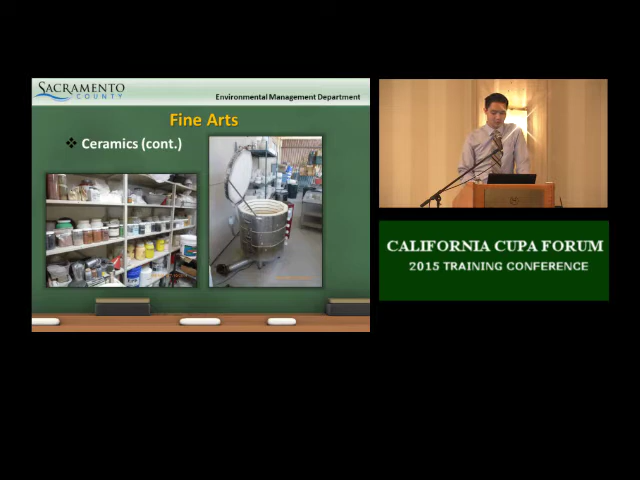 SACRAMENTO
COUNTY
Environmental Management Department
Fine Arts
Ceramics (cont.)
CALIFORNIA CUPA FORUM
2015 TRAINING CONFERENCE